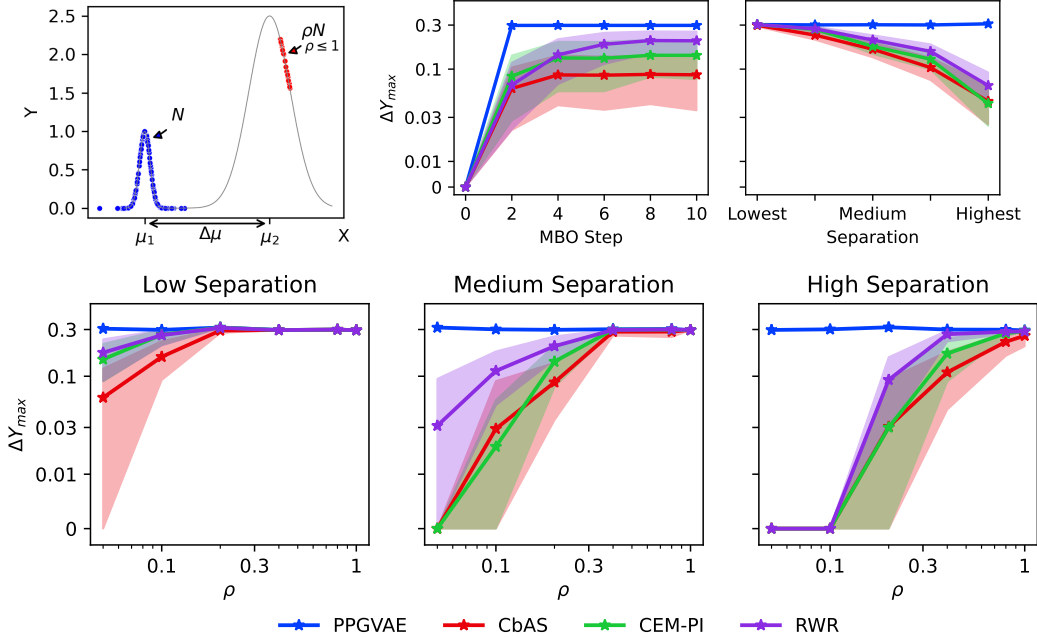 2.5
2.0
1.5
1.0
0.5
0.0
Y
N
ρN
ρ ≤ 1
μ₁
Δμ
μ₂
X
ΔYₘₐₓ
0.3
0.1
0.03
0.01
0
0 2 4 6 8 10
MBO Step
Lowest Medium Highest
Separation
Low Separation
ΔYₘₐₓ
0.3
0.1
0.03
0.01
0
0.1 0.3 1
ρ
Medium Separation
0.1 0.3 1
ρ
High Separation
0.1 0.3 1
ρ
PPGVAE CbAS CEM-PI RWR